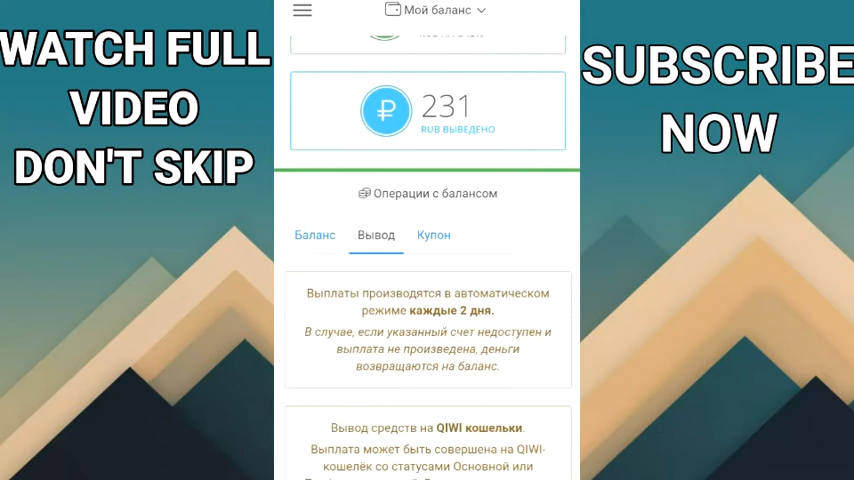 WATCH FULL
VIDEO
DON'T SKIP
Мой баланс
231
RUB ВЫВЕДЕНО
Операции с балансом
Баланс Вывод Купон
Выплаты производятся в автоматическом
режиме каждые 2 дня.
В случае, если указанный счет недоступен и
выплата не произведена, деньги
возвращаются на баланс.
Вывод средств на QIWI кошельки.
Выплата может быть совершена на QIWI-
кошелёк со статусами Основной или
SUBSCRIBE
NOW